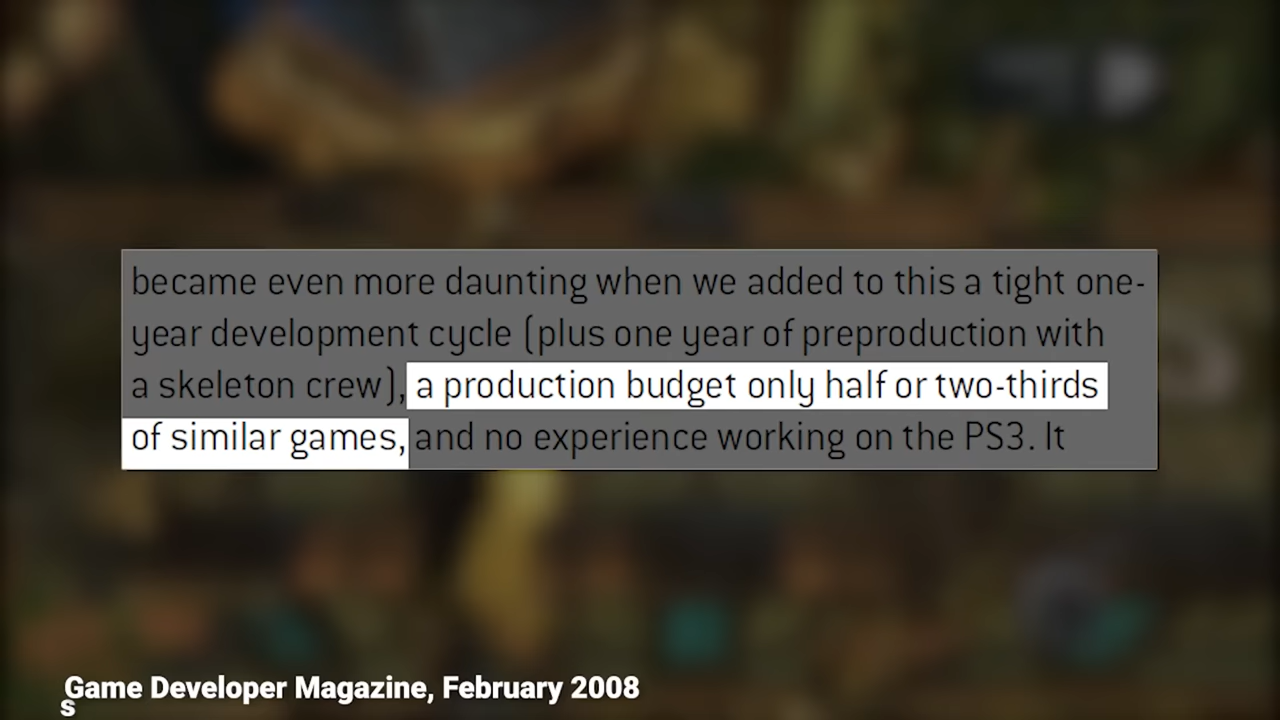 became even more daunting when we added to this a tight one-
year development cycle (plus one year of preproduction with
a skeleton crew), a production budget only half or two-thirds
of similar games, and no experience working on the PS3. It
Game Developer Magazine, February 2008
s